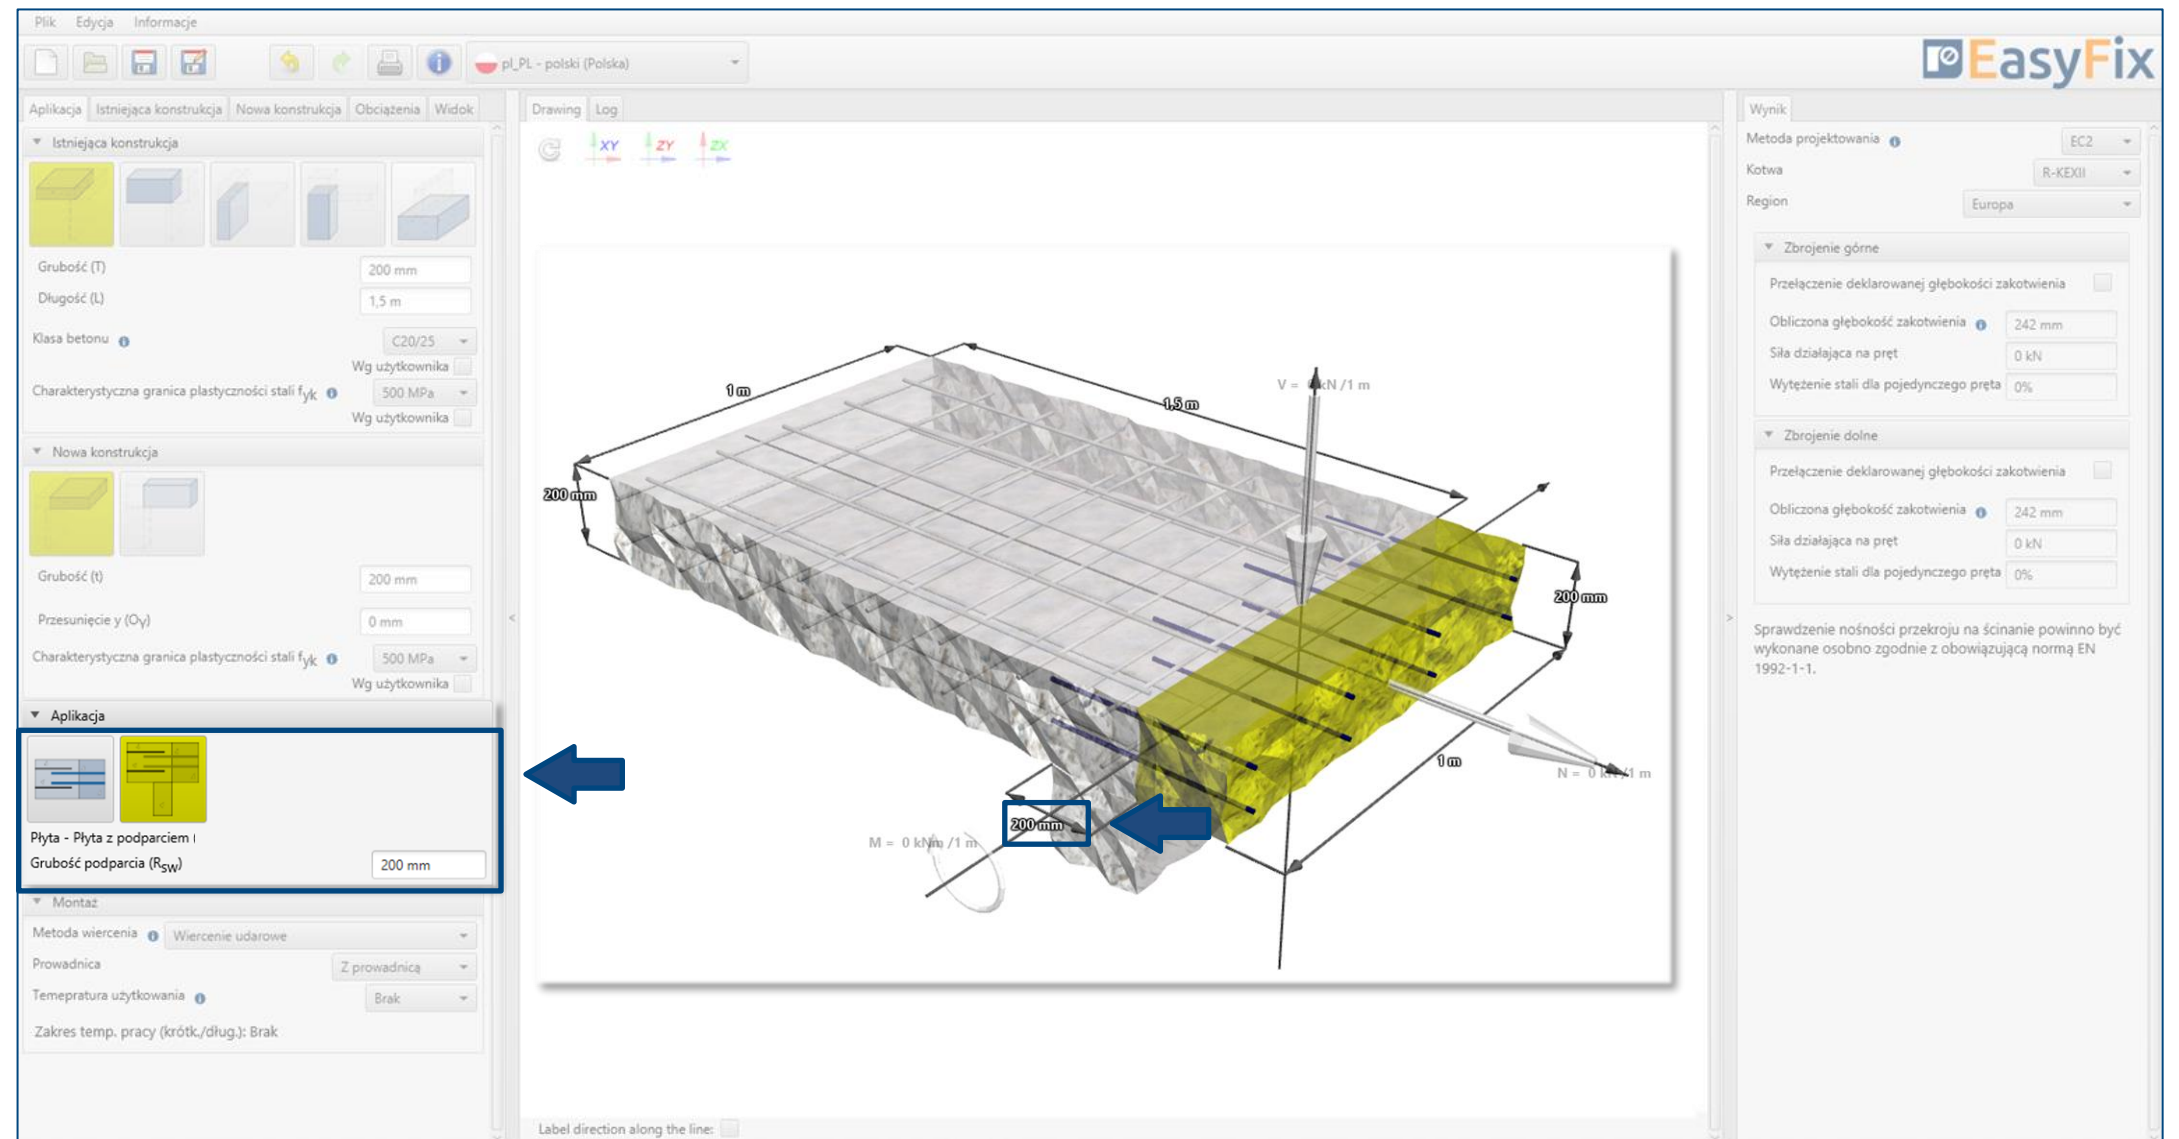 Plik Edycja Informacje
pl_PL - polski (Polska)
EasyFix
Aplikacja Istniejąca konstrukcja Nowa konstrukcja Obciążenia Widok
Istniejąca konstrukcja
Grubość (T) 200 mm
Długość (L) 1,5 m
Klasa betonu C20/25
Wg użytkownika
Charakterystyczna granica plastyczności stali fyk 500 MPa
Wg użytkownika
Nowa konstrukcja
Grubość (t) 200 mm
Przesunięcie y (Oy) 0 mm
Charakterystyczna granica plastyczności stali fyk 500 MPa
Wg użytkownika
Aplikacja
Płyta - Płyta z podparciem
Grubość podparcia (RSW) 200 mm
Montaż
Metoda wiercenia Wiercenie udarowe
Prowadnica Z prowadnicą
Temepratura użytkowania Brak
Zakres temp. pracy (krótk./dług.): Brak
Drawing Log
XY ZY ZX
1 m
1,5 m
V = 0 kN /1 m
200 mm
200 mm
1 m
N = 0 kN /1 m
200 mm
M = 0 kNm /1 m
Label direction along the line:
Wynik
Metoda projektowania EC2
Kotwa R-KEXII
Region Europa
Zbrojenie górne
Przełączenie deklarowanej głębokości zakotwienia
Obliczona głębokość zakotwienia 242 mm
Siła działająca na pręt 0 kN
Wytężenie stali dla pojedynczego pręta 0%
Zbrojenie dolne
Przełączenie deklarowanej głębokości zakotwienia
Obliczona głębokość zakotwienia 242 mm
Siła działająca na pręt 0 kN
Wytężenie stali dla pojedynczego pręta 0%
Sprawdzenie nośności przekroju na ścinanie powinno być
wykonane osobno zgodnie z obowiązującą normą EN
1992-1-1.